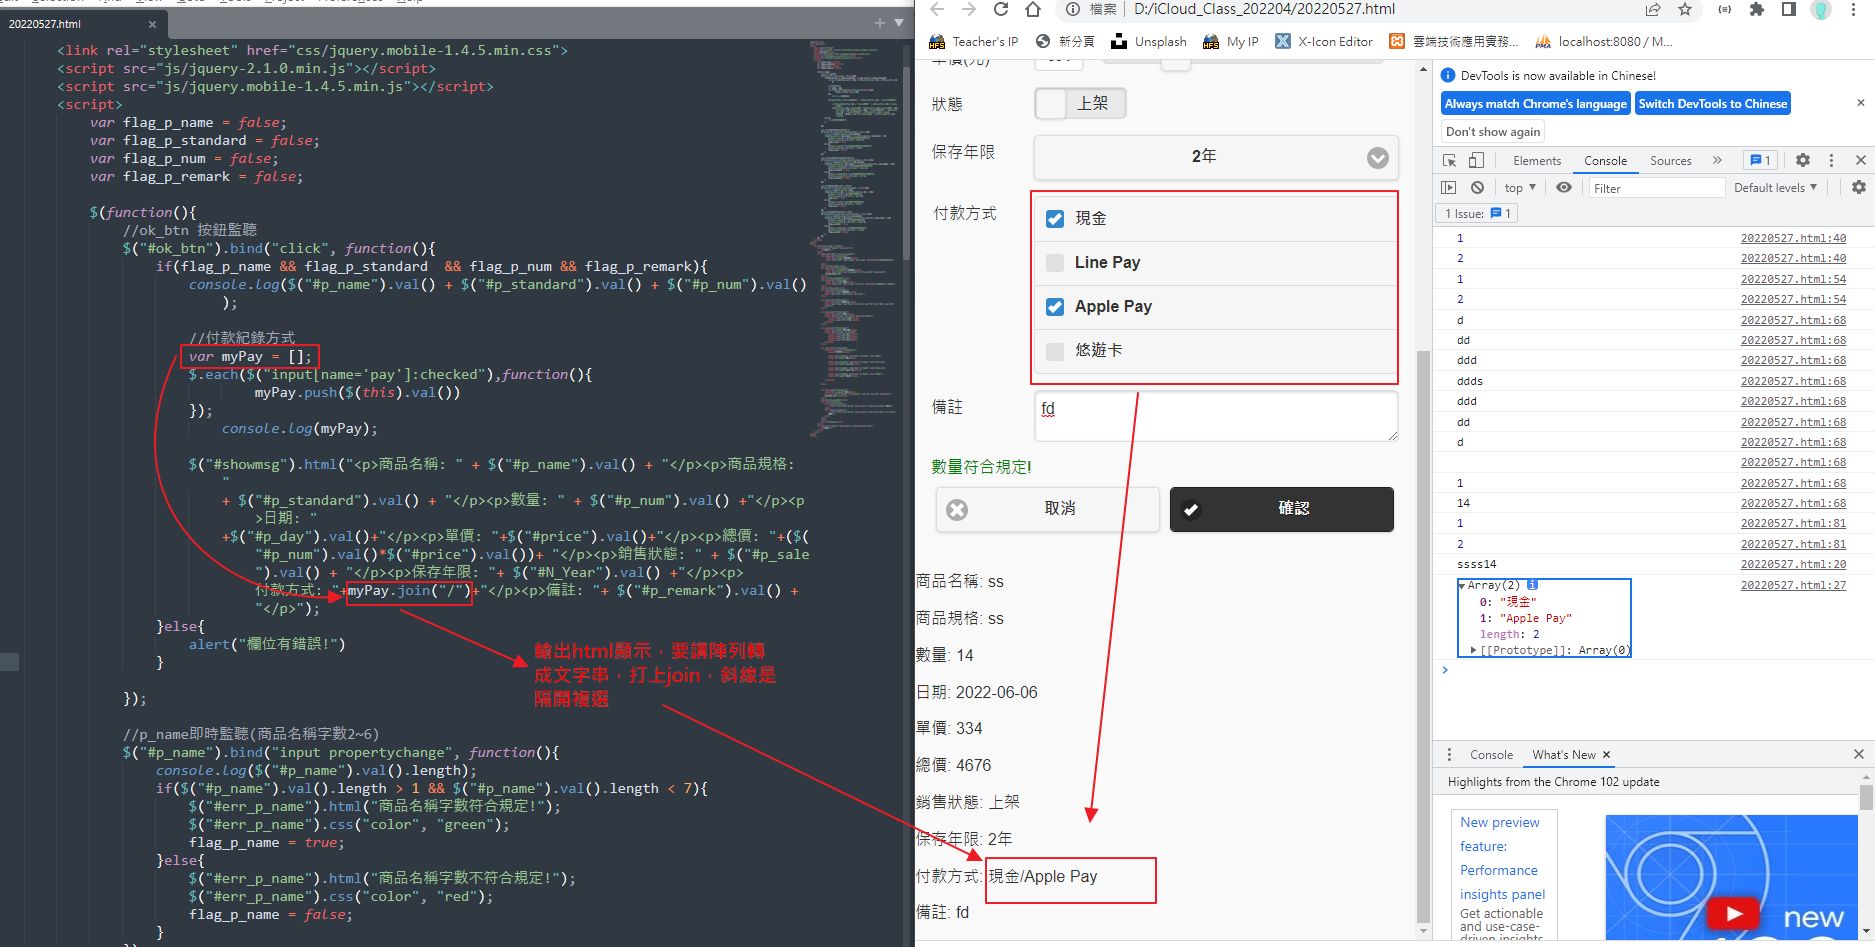 20220527.html
<link rel="stylesheet" href="css/jquery.mobile-1.4.5.min.css">
<script src="js/jquery-2.1.0.min.js"></script>
<script src="js/jquery.mobile-1.4.5.min.js"></script>
<script>
var flag_p_name = false;
var flag_p_standard = false;
var flag_p_num = false;
var flag_p_remark = false;
$(function(){
//ok_btn 按鈕監聽
$("#ok_btn").bind("click", function(){
if(flag_p_name && flag_p_standard  && flag_p_num && flag_p_remark){
console.log($("#p_name").val() + $("#p_standard").val() + $("#p_num").val()
);
//付款紀錄方式
var myPay = [];
$.each($("input[name='pay']:checked"),function(){
myPay.push($(this).val())
});
console.log(myPay);
$("#showmsg").html("<p>商品名稱: " + $("#p_name").val() + "</p><p>商品規格:
"
+ $("#p_standard").val() + "</p><p>數量: " + $("#p_num").val() +"</p><p
>日期: "
+$("#p_day").val()+"</p><p>單價: "+$("#price").val()+"</p><p>總價: "+($(
"#p_num").val()*$("#price").val())+ "</p><p>銷售狀態: " + $("#p_sale
").val() + "</p><p>保存年限: "+ $("#N_Year").val() +"</p><p>
付款方式: "+myPay.join("/")+"</p><p>備註: "+ $("#p_remark").val() +
"</p>");
}else{
alert("欄位有錯誤!")
}
});
輸出html顯示，要講陣列轉
成文字串，打上join，斜線是
隔開複選
//p_name即時監聽(商品名稱字數2~6)
$("#p_name").bind("input propertychange", function(){
console.log($("#p_name").val().length);
if($("#p_name").val().length > 1 && $("#p_name").val().length < 7){
$("#err_p_name").html("商品名稱字數符合規定!");
$("#err_p_name").css("color", "green");
flag_p_name = true;
}else{
$("#err_p_name").html("商品名稱字數不符合規定!");
$("#err_p_name").css("color", "red");
flag_p_name = false;
}
檔案 D:/iCloud_Class_202204/20220527.html
Teacher's IP 新分頁 Unsplash My IP X-Icon Editor 雲端技術應用實務... localhost:8080 / M...
狀態 上架
保存年限 2年
付款方式 現金
Line Pay
Apple Pay
悠遊卡
備註 fd
數量符合規定!
取消 確認
商品名稱: ss
商品規格: ss
數量: 14
日期: 2022-06-06
單價: 334
總價: 4676
銷售狀態: 上架
保存年限: 2年
付款方式: 現金/Apple Pay
備註: fd
DevTools is now available in Chinese!
Always match Chrome's language Switch DevTools to Chinese
Don't show again
Elements Console Sources » 1
top ▼ Filter Default levels ▼
1 Issue: 1
1 20220527.html:40
2 20220527.html:40
1 20220527.html:54
2 20220527.html:54
d 20220527.html:68
dd 20220527.html:68
ddd 20220527.html:68
ddds 20220527.html:68
ddd 20220527.html:68
dd 20220527.html:68
d 20220527.html:68
20220527.html:68
1 20220527.html:68
14 20220527.html:68
1 20220527.html:81
2 20220527.html:81
ssss14 20220527.html:20
▼Array(2) i 20220527.html:27
0: "現金"
1: "Apple Pay"
length: 2
▶[[Prototype]]: Array(0)
Console What's New
Highlights from the Chrome 102 update
New preview
feature:
Performance
insights panel
Get actionable
and use-case-
driven insights
new